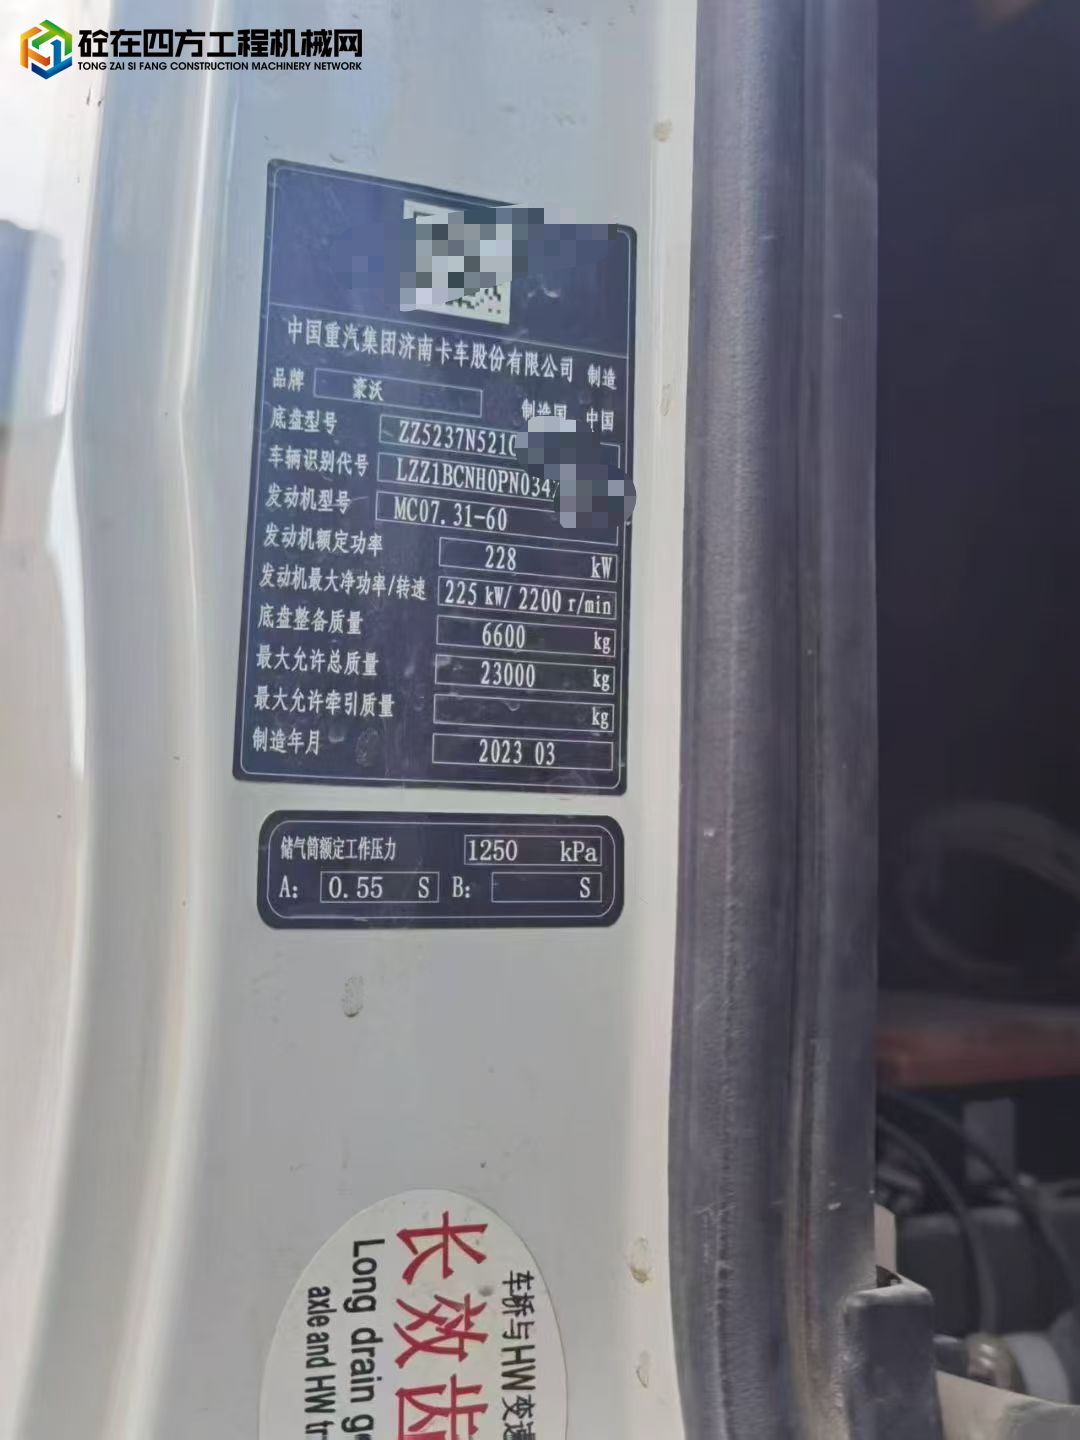 砼在四方工程机械网
TONG ZAI SI FANG CONSTRUCTION MACHINERY NETWORK
中国重汽集团济南卡车股份有限公司 制造
品牌 豪沃 制造国 中国
底盘型号 ZZ5237N521
车辆识别代号 LZZ1BCNH0PN034
发动机型号 MC07.31-60
发动机额定功率 228 kW
发动机最大净功率/转速 225 kW/ 2200 r/min
底盘整备质量 6600 kg
最大允许总质量 23000 kg
最大允许牵引质量 kg
制造年月 2023 03
储气筒额定工作压力 1250 kPa
A: 0.55 S B: S
车桥与HW变速
长效齿
Long drain
axle and HW